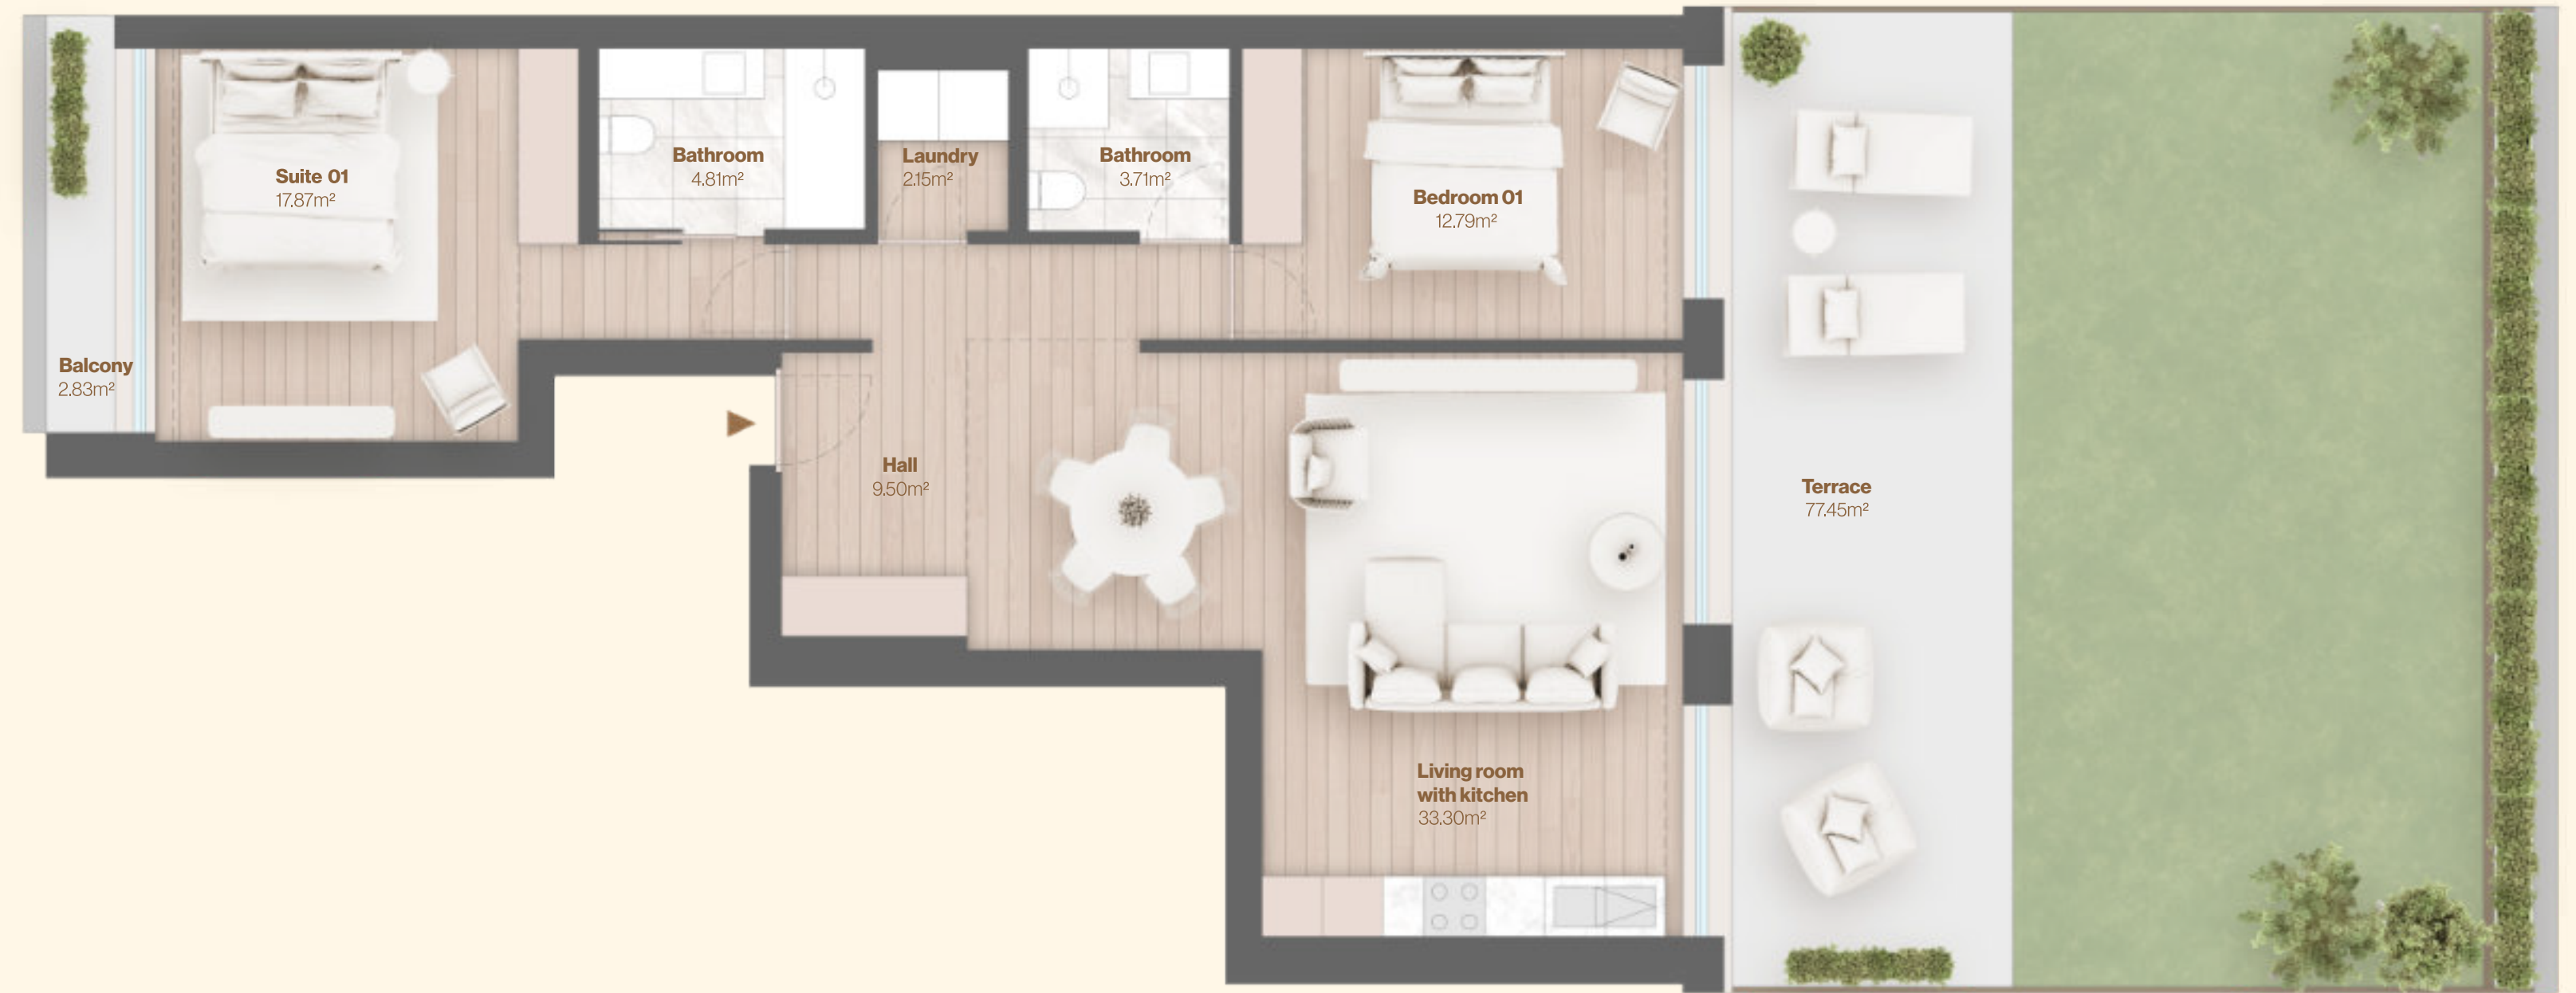 Suite 01
17.87m²
Balcony
2.83m²
Bathroom
4.81m²
Laundry
2.15m²
Bathroom
3.71m²
Bedroom 01
12.79m²
Hall
9.50m²
Living room
with kitchen
33.30m²
Terrace
77.45m²